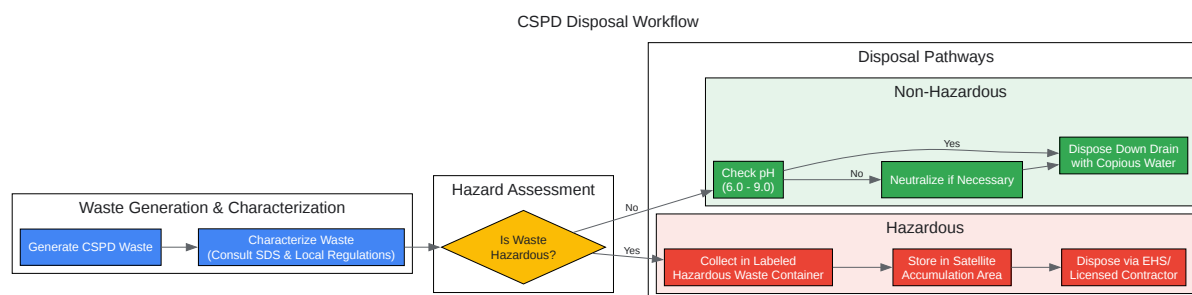 CSPD Disposal Workflow
Waste Generation & Characterization
Generate CSPD Waste
Characterize Waste
(Consult SDS & Local Regulations)
Hazard Assessment
Is Waste
Hazardous?
No
Yes
Disposal Pathways
Non-Hazardous
Check pH
(6.0 - 9.0)
Yes
No
Neutralize if Necessary
Dispose Down Drain
with Copious Water
Hazardous
Collect in Labeled
Hazardous Waste Container
Store in Satellite
Accumulation Area
Dispose via EHS/
Licensed Contractor